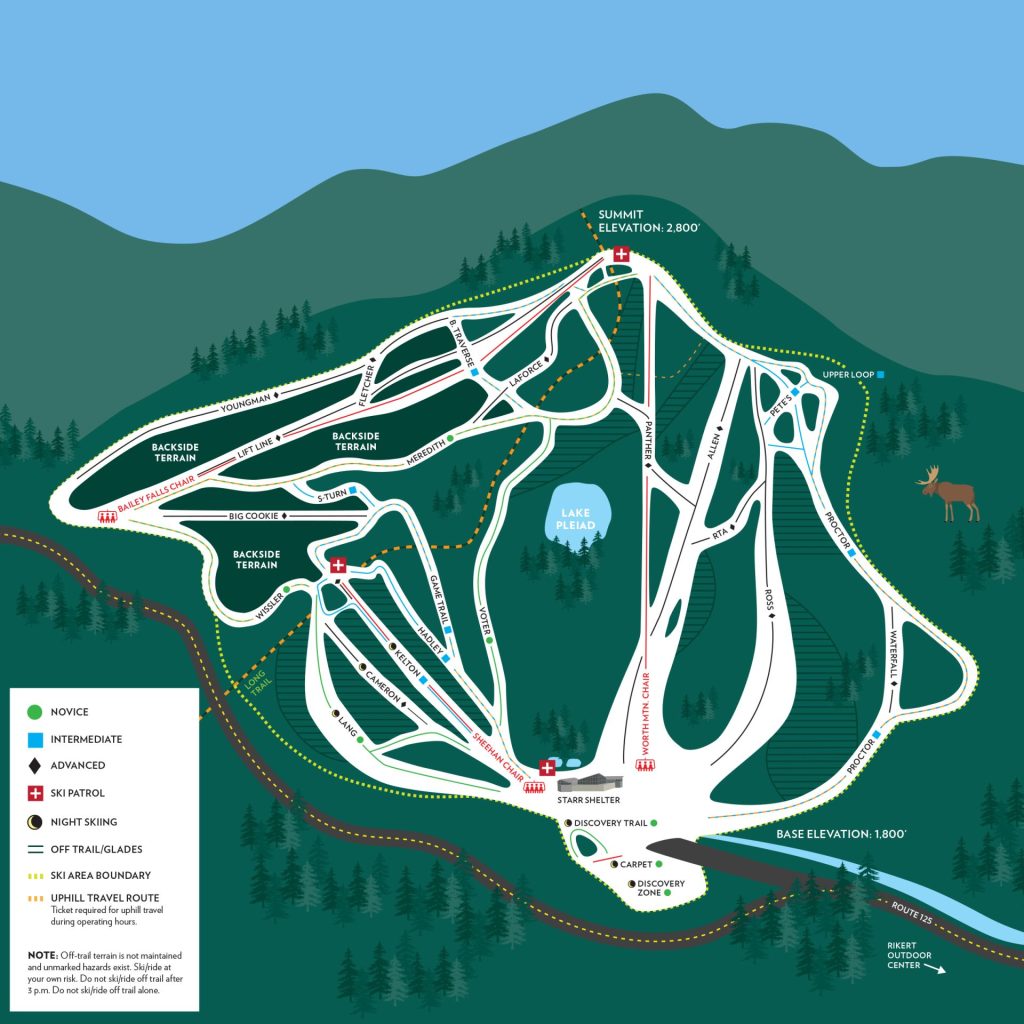 SUMMIT
ELEVATION: 2,800'
UPPER LOOP
B. TRAVERSE
FLETCHER
LAFORCE
PETE'S
YOUNGMAN
BACKSIDE
TERRAIN
LIFT LINE
BACKSIDE
TERRAIN
MEREDITH
PANTHER
ALLEN
BAILEY FALLS CHAIR
S-TURN
BIG COOKIE
LAKE
PLEIAD
RTA
PROCTOR
BACKSIDE
TERRAIN
WISSLER
GAME TRAIL
HADLEY
VOTER
ROSS
WATERFALL
KELTON
CAMERON
LONG
TRAIL
LANG
SHEEHAN CHAIR
WORTH MTN. CHAIR
PROCTOR
STARR SHELTER
DISCOVERY TRAIL
BASE ELEVATION: 1,800'
CARPET
DISCOVERY
ZONE
ROUTE 125
RIKERT
OUTDOOR
CENTER
NOVICE
INTERMEDIATE
ADVANCED
SKI PATROL
NIGHT SKIING
OFF TRAIL/GLADES
SKI AREA BOUNDARY
UPHILL TRAVEL ROUTE
Ticket required for uphill travel
during operating hours.
NOTE: Off-trail terrain is not maintained
and unmarked hazards exist. Ski/ride at
your own risk. Do not ski/ride off trail after
3 p.m. Do not ski/ride off trail alone.